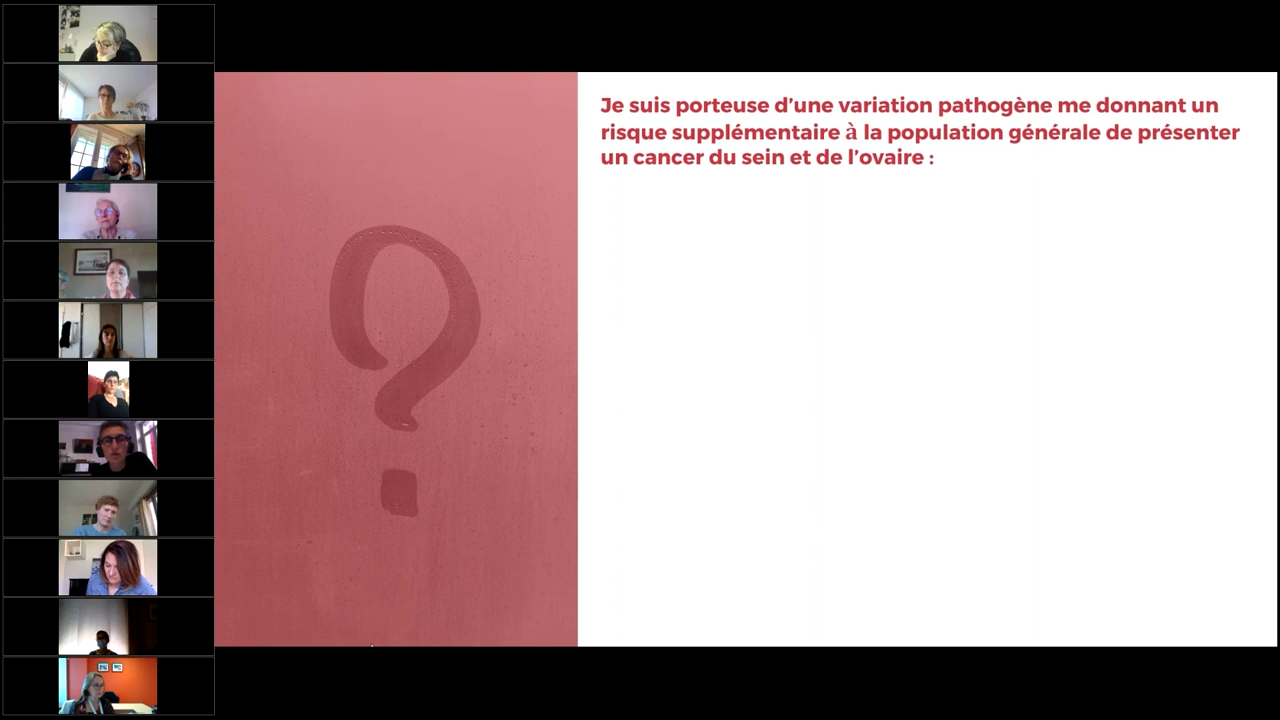 Je suis porteuse d’une variation pathogène me donnant un
risque supplémentaire à la population générale de présenter
un cancer du sein et de l’ovaire :